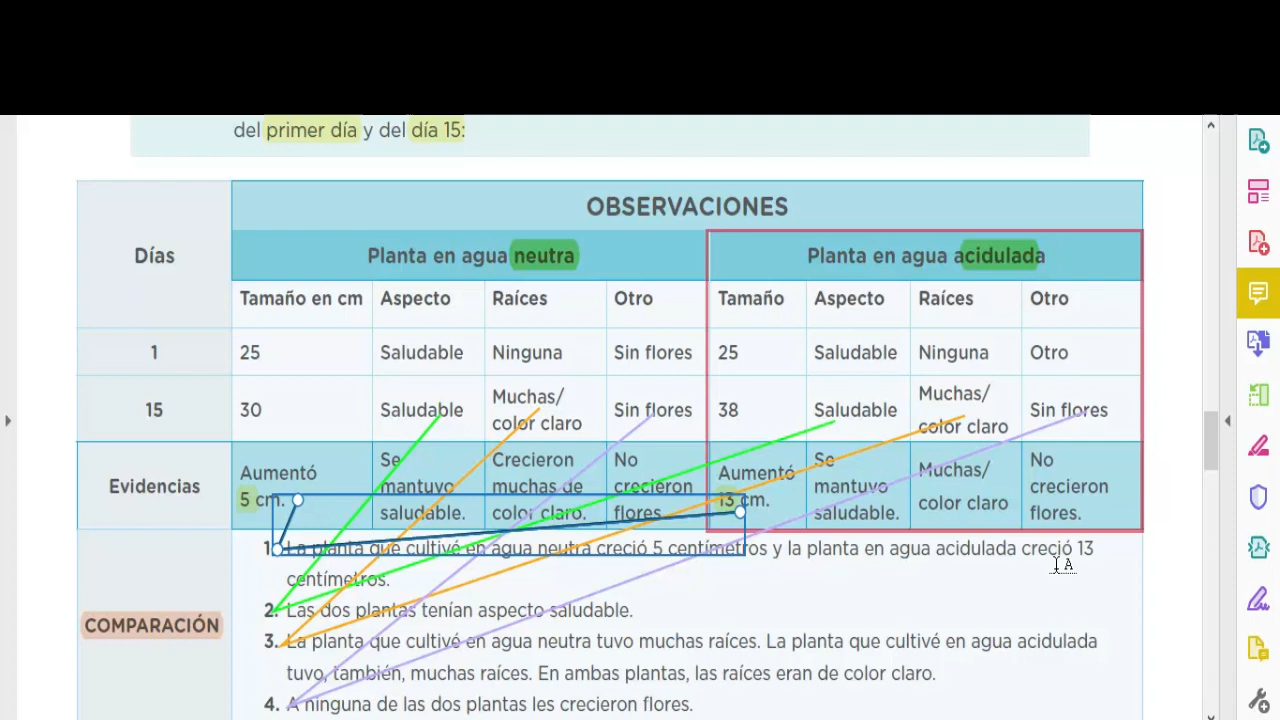 del primer día y del día 15:
OBSERVACIONES
Días
Planta en agua neutra
Planta en agua acidulada
Tamaño en cm Aspecto Raíces Otro Tamaño Aspecto Raíces Otro
1 25 Saludable Ninguna Sin flores 25 Saludable Ninguna Otro
15 30 Saludable Muchas/ color claro Sin flores 38 Saludable Muchas/ color claro Sin flores
Evidencias Aumentó 5 cm. Se mantuvo saludable. Crecieron muchas de color claro. No crecieron flores. Aumentó 13 cm. Se mantuvo saludable. Muchas/ color claro No crecieron flores.
COMPARACIÓN
1. La planta que cultivé en agua neutra creció 5 centímetros y la planta en agua acidulada creció 13
centímetros.
2. Las dos plantas tenían aspecto saludable.
3. La planta que cultivé en agua neutra tuvo muchas raíces. La planta que cultivé en agua acidulada
tuvo, también, muchas raíces. En ambas plantas, las raíces eran de color claro.
4. A ninguna de las dos plantas les crecieron flores.